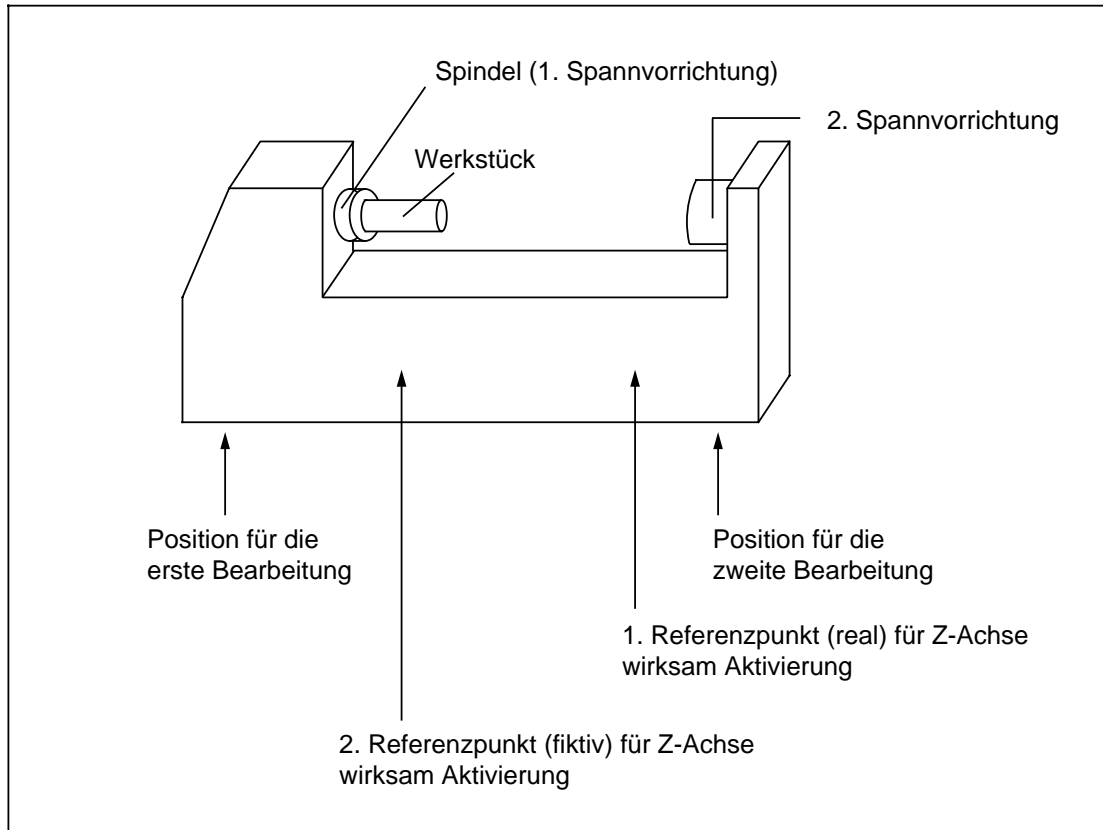 Spindel (1. Spannvorrichtung)
2. Spannvorrichtung
Werkstück
Position für die
erste Bearbeitung
Position für die
zweite Bearbeitung
1. Referenzpunkt (real) für Z-Achse
wirksam Aktivierung
2. Referenzpunkt (fiktiv) für Z-Achse
wirksam Aktivierung